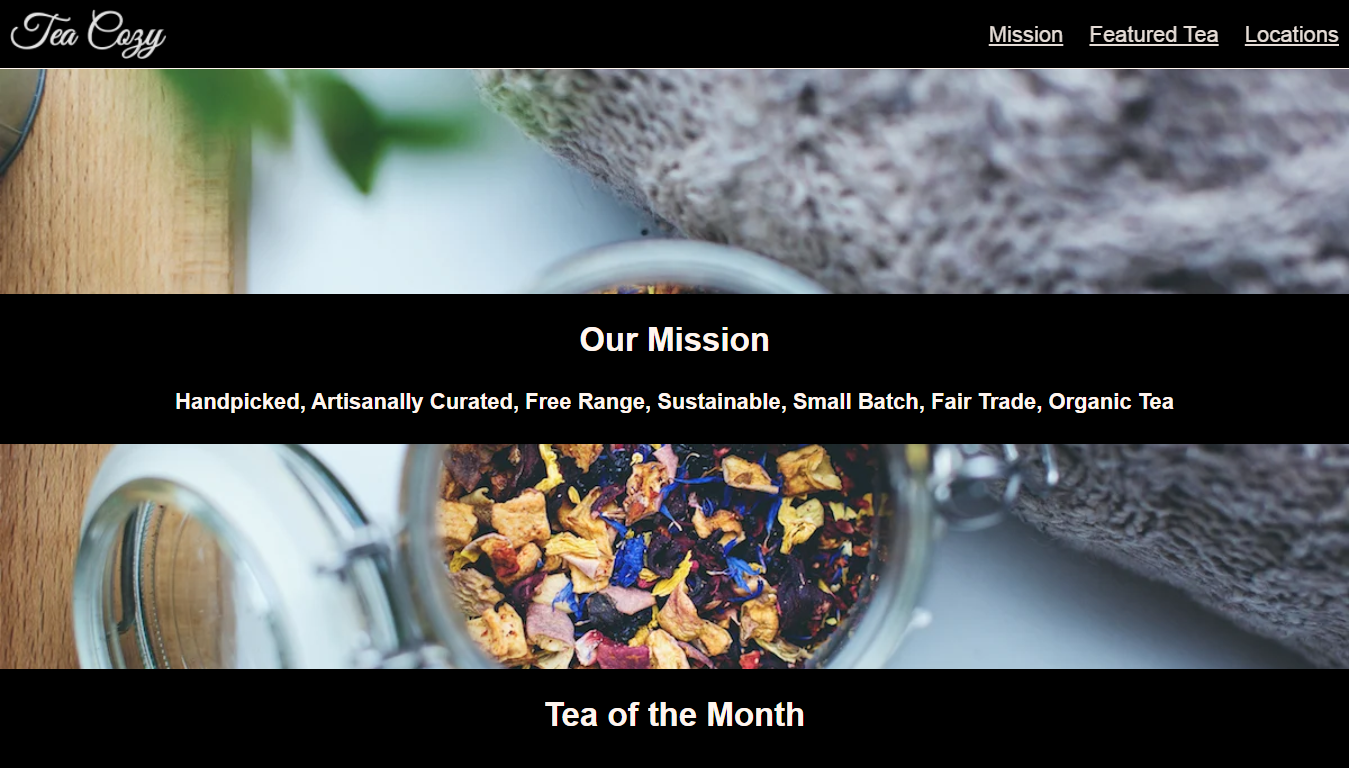 Tea Cozy
Mission Featured Tea Locations
Our Mission
Handpicked, Artisanally Curated, Free Range, Sustainable, Small Batch, Fair Trade, Organic Tea
Tea of the Month